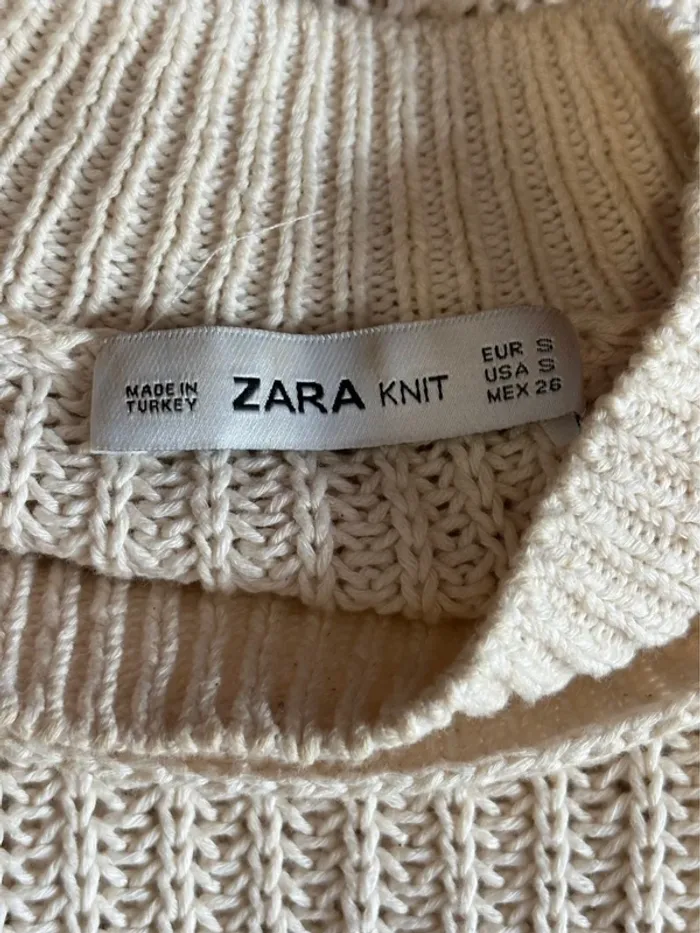 MADE IN
TURKEY
ZARA KNIT
EUR S
USA S
MEX 26